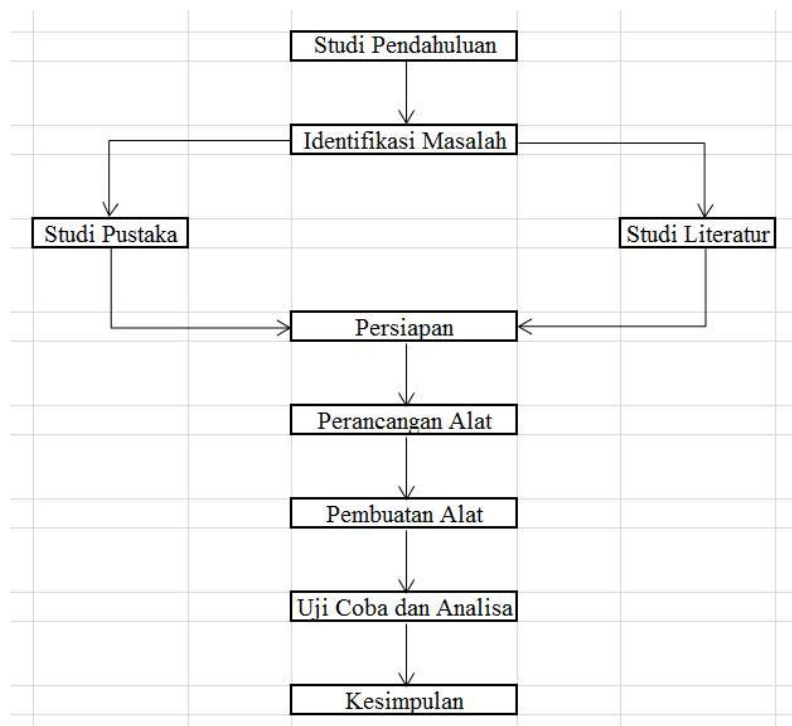 Studi Pendahuluan
Identifikasi Masalah
Studi Pustaka
Studi Literatur
Persiapan
Perancangan Alat
Pembuatan Alat
Uji Coba dan Analisa
Kesimpulan